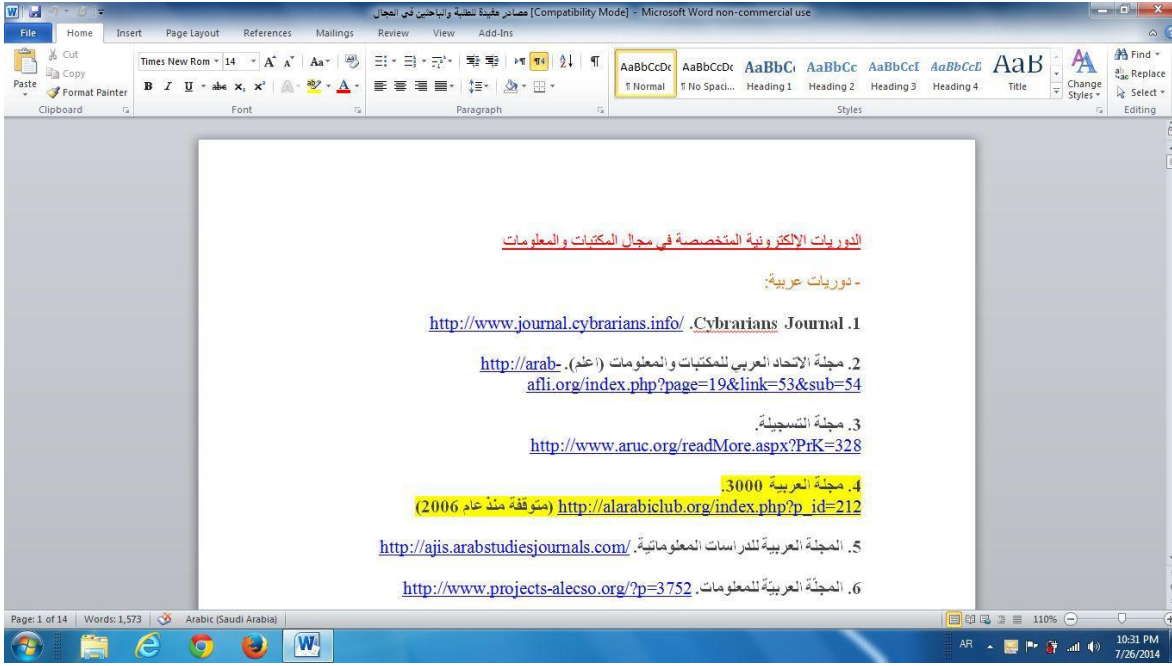 مصادر مفيدة للطلبة والباحثين في المجال [Compatibility Mode] - Microsoft Word non-commercial use
File Home Insert Page Layout References Mailings Review View Add-Ins
Paste
Cut
Copy
Format Painter
Clipboard
Times New Rom 14
Font
Paragraph
AaBbCcDc AaBbCcDc AaBbC AaBbCc AaBbCcI AaBbCcD AaB
¶ Normal ¶ No Spaci... Heading 1 Heading 2 Heading 3 Heading 4 Title
Change Styles
Styles
Find
Replace
Select
Editing
الدوريات الإلكترونية المتخصصة في مجال المكتبات والمعلومات
- دوريات عربية:
1. Cybrarians Journal. http://www.journal.cybrarians.info/
2. مجلة الاتحاد العربي للمكتبات والمعلومات (اعلم). http://arab-
afli.org/index.php?page=19&link=53&sub=54
3. مجلة التسجيلة.
http://www.aruc.org/readMore.aspx?PrK=328
4. مجلة العربية 3000.
http://alarabiclub.org/index.php?p_id=212 (متوقفة منذ عام 2006)
5. المجلة العربية للدراسات المعلوماتية. http://ajis.arabstudiesjournals.com/
6. المجلّة العربيّة للمعلومات. http://www.projects-alecso.org/?p=3752
Page: 1 of 14 Words: 1,573 Arabic (Saudi Arabia) 110%
AR 10:31 PM
7/26/2014